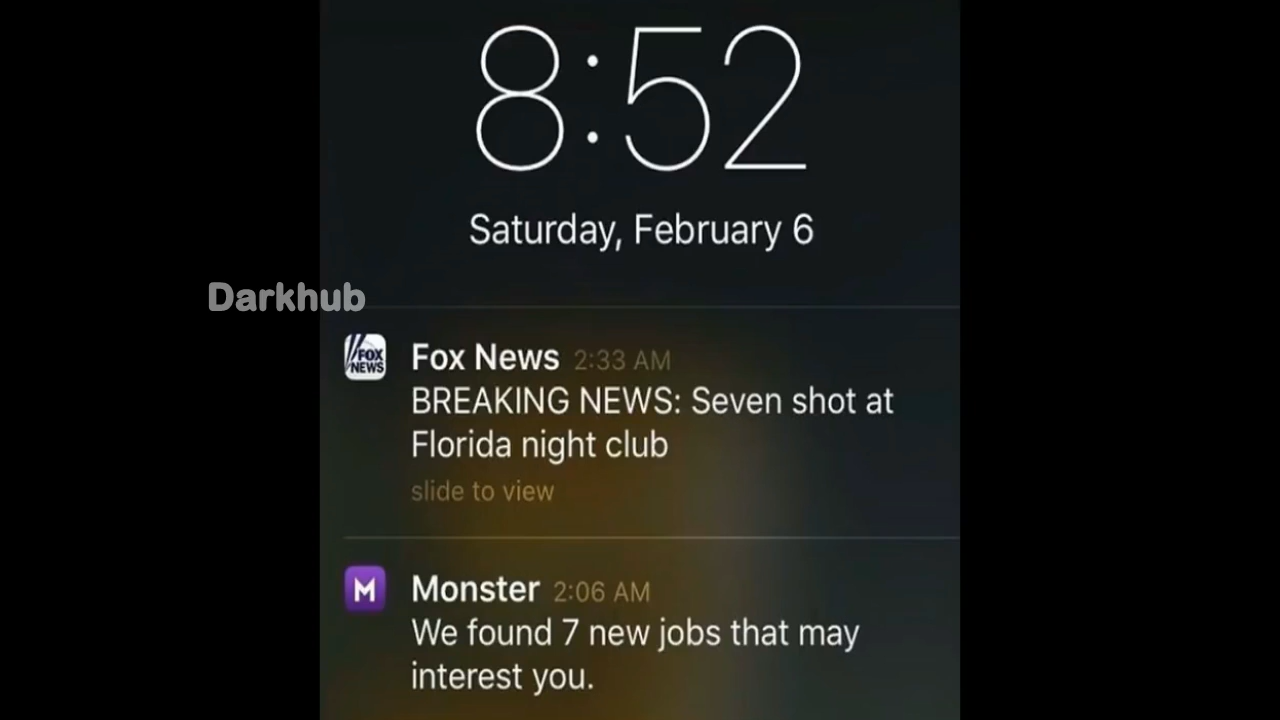 8:52
Saturday, February 6
Darkhub
FOX
NEWS
Fox News 2:33 AM
BREAKING NEWS: Seven shot at
Florida night club
slide to view
M
Monster 2:06 AM
We found 7 new jobs that may
interest you.